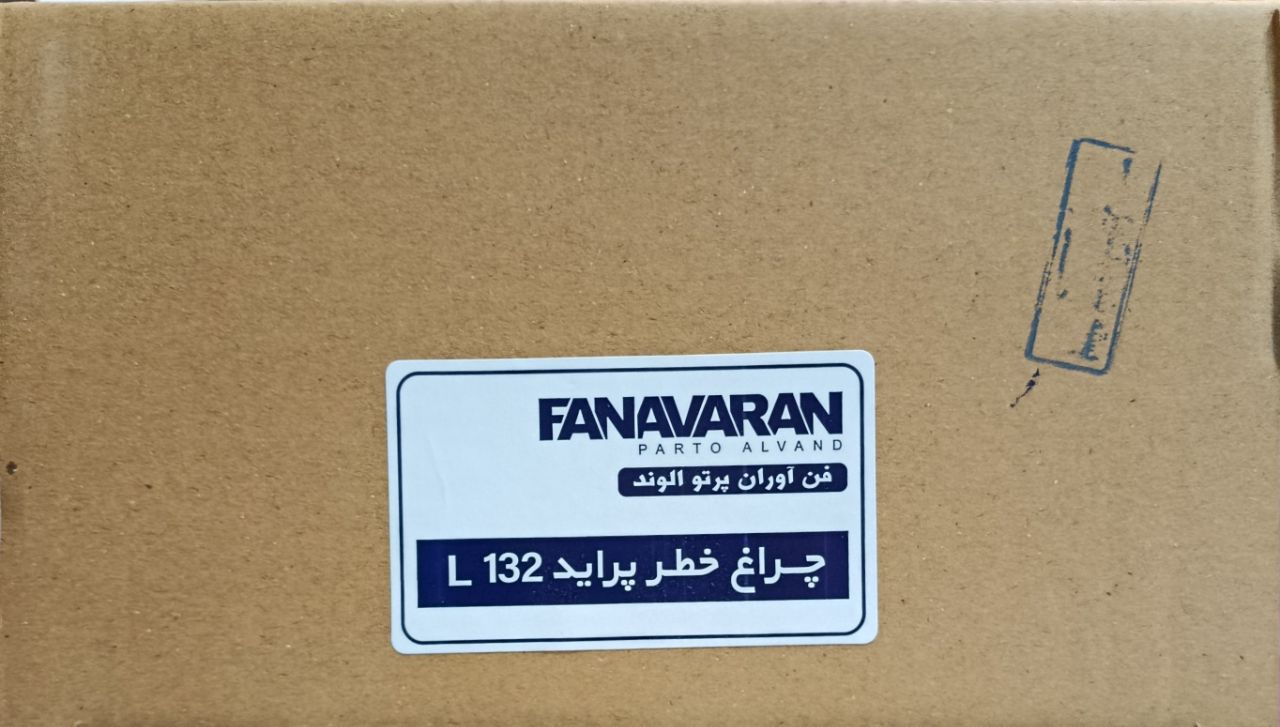 FANAVARAN
PARTO ALVAND
فن آوران پرتو الوند
چراغ خطر پراید L 132